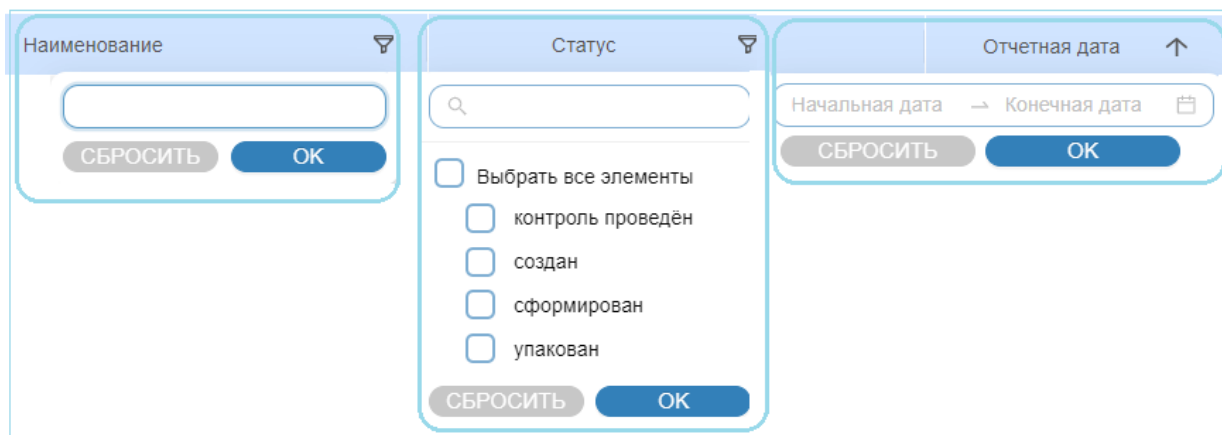 Наименование
СБРОСИТЬ OK
Статус
Выбрать все элементы
контроль проведён
создан
сформирован
упакован
СБРОСИТЬ OK
Отчетная дата
Начальная дата → Конечная дата
СБРОСИТЬ OK